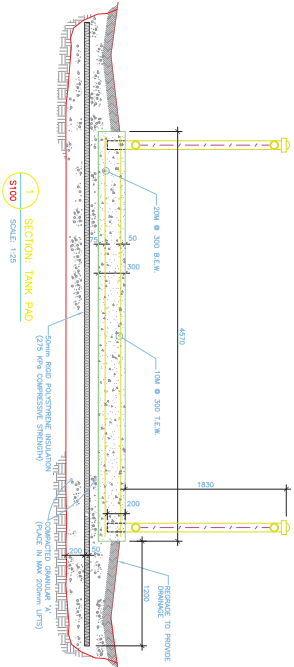 1830
4570
1200
20M @ 300 B.E.W.
10M @ 300 T.E.W.
50
300
75
200
REGRADE TO PROVIDE
DRAINAGE
50
200
50mm RIGID POLYSTYRENE INSULATION
(275 KPa COMPRESSIVE STRENGTH)
COMPACTED GRANULAR "A"
(PLACE IN MAX 200mm LIFTS)
1
S100
SECTION: TANK PAD
SCALE: 1:25